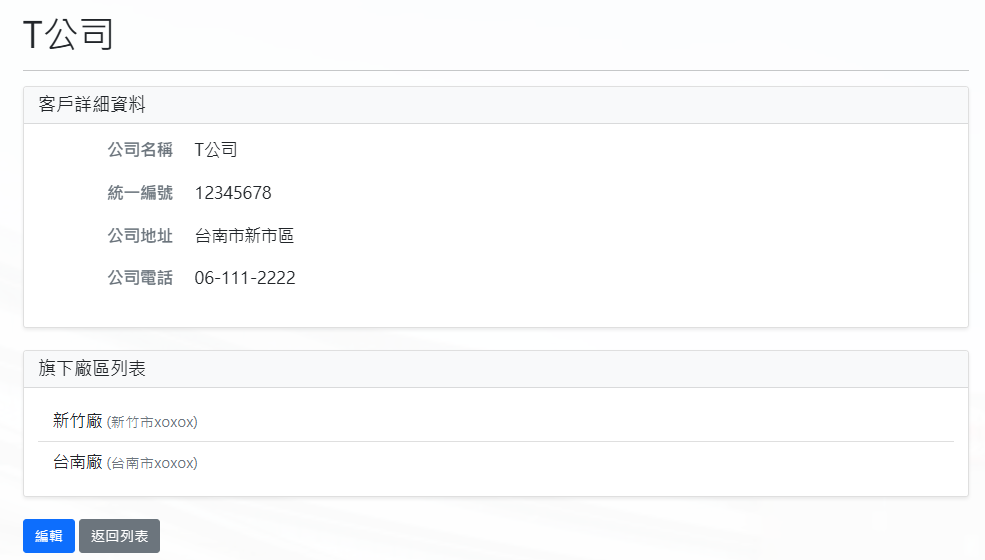 T公司
客戶詳細資料
公司名稱 T公司
統一編號 12345678
公司地址 台南市新市區
公司電話 06-111-2222
旗下廠區列表
新竹廠 (新竹市xoxox)
台南廠 (台南市xoxox)
編輯 返回列表